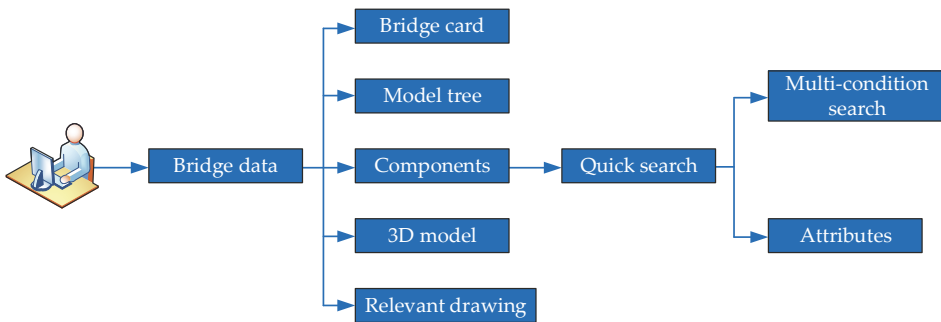 Bridge card
Model tree
Multi-condition
search
Bridge data
Components
Quick search
3D model
Attributes
Relevant drawing